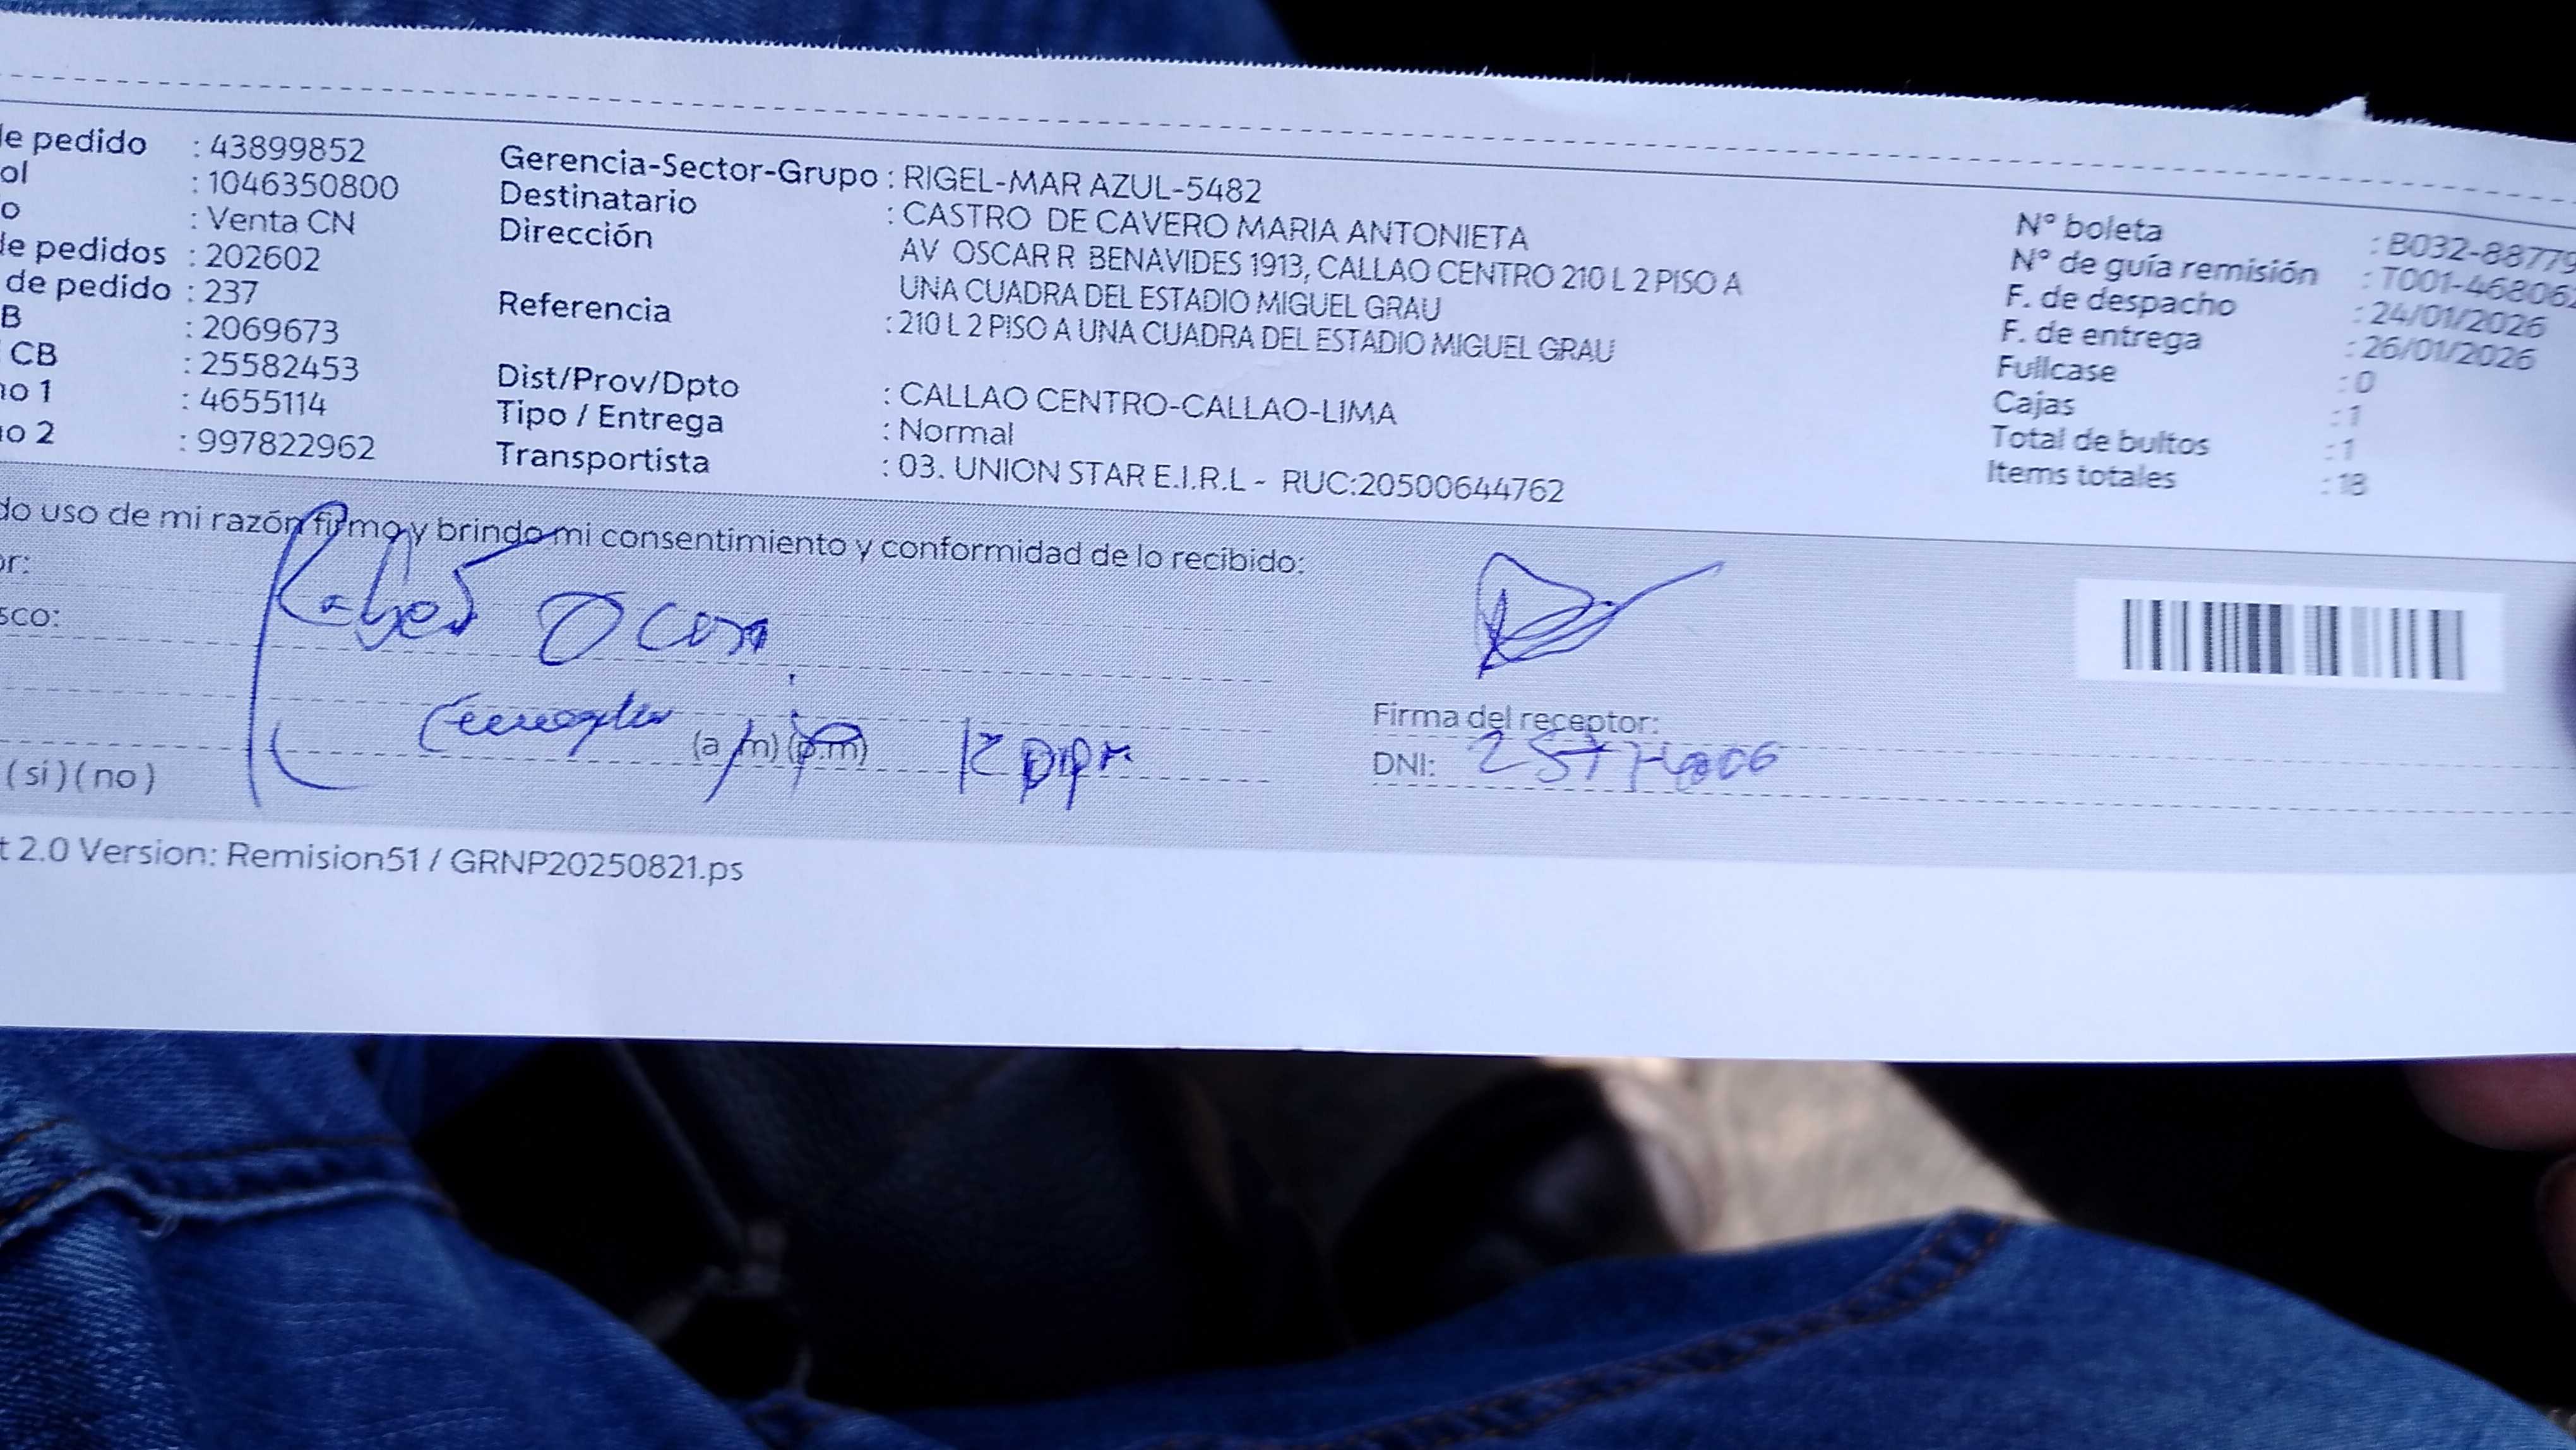 de pedido : 43899852
ol : 1046350800
o : Venta CN
de pedidos : 202602
de pedido : 237
B : 2069673
CB : 25582453
no 1 : 4655114
no 2 : 997822962
Gerencia-Sector-Grupo : RIGEL-MAR AZUL-5482
Destinatario : CASTRO DE CAVERO MARIA ANTONIETA
Dirección AV OSCAR R BENAVIDES 1913, CALLAO CENTRO 210 L 2 PISO A
UNA CUADRA DEL ESTADIO MIGUEL GRAU
Referencia : 210 L 2 PISO A UNA CUADRA DEL ESTADIO MIGUEL GRAU
Dist/Prov/Dpto : CALLAO CENTRO-CALLAO-LIMA
Tipo / Entrega : Normal
Transportista : 03. UNION STAR E.I.R.L - RUC:20500644762
N° boleta : B032-88779
N° de guía remisión : T001-46806
F. de despacho : 24/01/2026
F. de entrega : 26/01/2026
Fullcase : 0
Cajas : 1
Total de bultos : 1
Items totales : 18
do uso de mi razón firmo y brindo mi consentimiento y conformidad de lo recibido:
or:
sco:
(a.m) (p.m)
(si) (no)
Firma del receptor:
DNI:
t 2.0 Version: Remision51 / GRNP20250821.ps